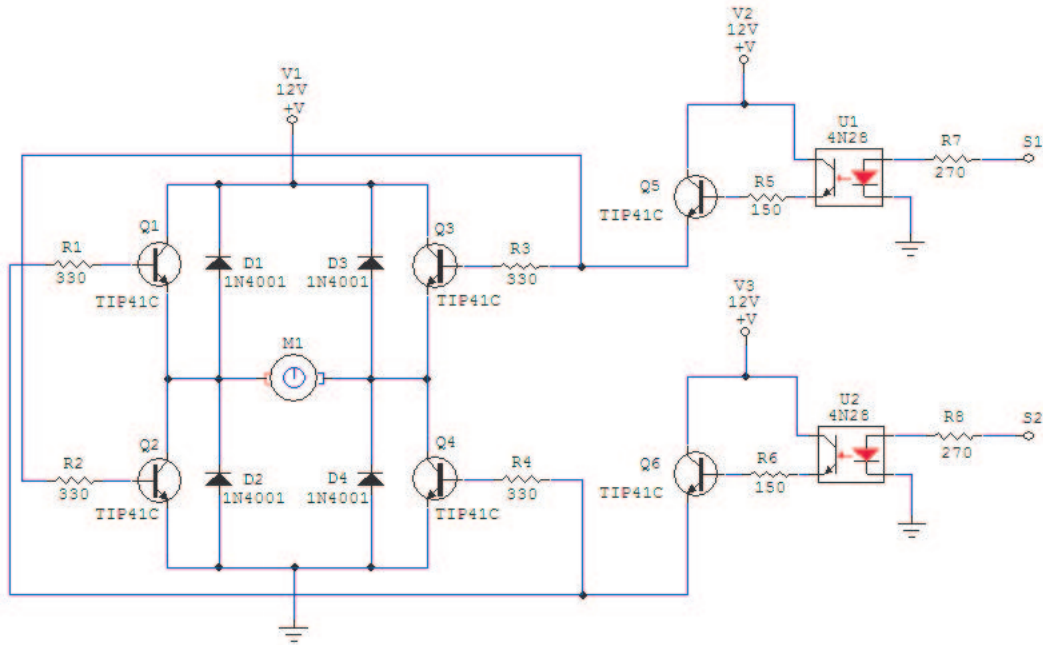 V2
12V
+V
V1
12V
+V
U1
4N28
R7
270
S1
Q5
TIP41C
R5
150
Q1
R1
330
TIP41C
D1
1N4001
D3
1N4001
Q3
TIP41C
R3
330
V3
12V
+V
M1
U2
4N28
R8
270
S2
Q6
TIP41C
R6
150
Q2
R2
330
TIP41C
D2
1N4001
D4
1N4001
Q4
TIP41C
R4
330